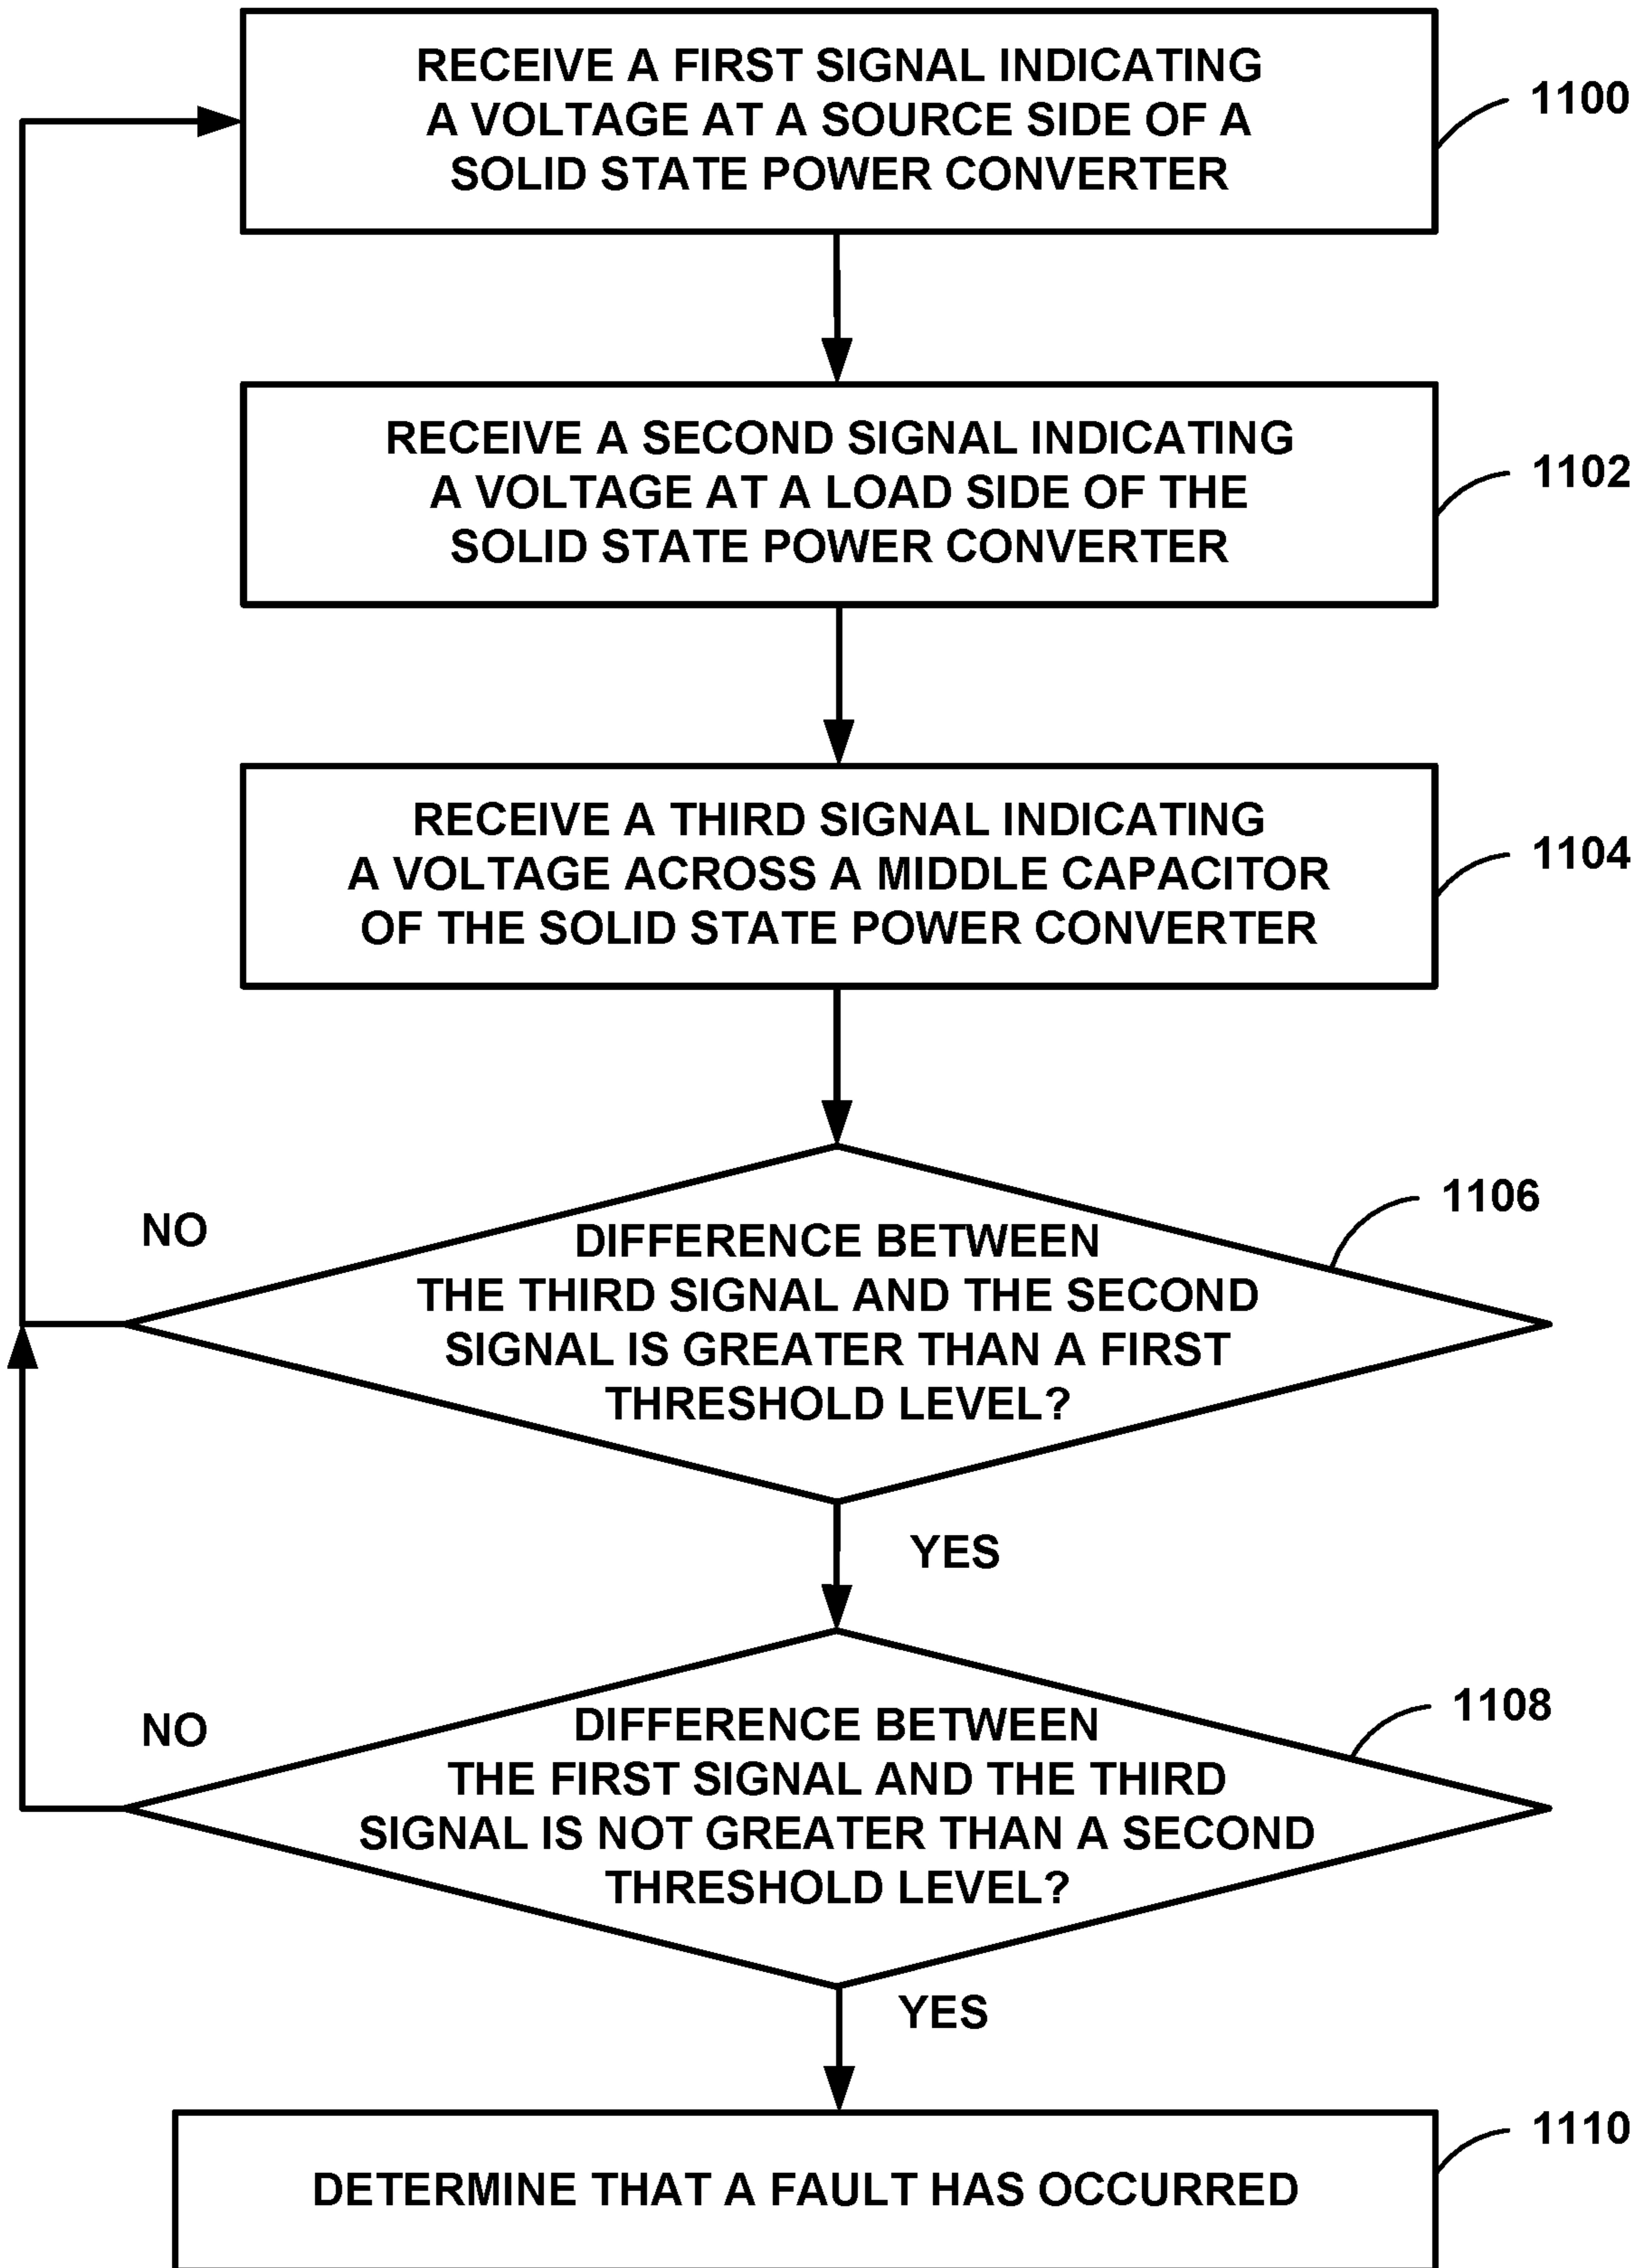 RECEIVE A FIRST SIGNAL INDICATING
A VOLTAGE AT A SOURCE SIDE OF A
SOLID STATE POWER CONVERTER
1100
RECEIVE A SECOND SIGNAL INDICATING
A VOLTAGE AT A LOAD SIDE OF THE
SOLID STATE POWER CONVERTER
1102
RECEIVE A THIRD SIGNAL INDICATING
A VOLTAGE ACROSS A MIDDLE CAPACITOR
OF THE SOLID STATE POWER CONVERTER
1104
NO
1106
DIFFERENCE BETWEEN
THE THIRD SIGNAL AND THE SECOND
SIGNAL IS GREATER THAN A FIRST
THRESHOLD LEVEL?
YES
NO
1108
DIFFERENCE BETWEEN
THE FIRST SIGNAL AND THE THIRD
SIGNAL IS NOT GREATER THAN A SECOND
THRESHOLD LEVEL?
YES
1110
DETERMINE THAT A FAULT HAS OCCURRED